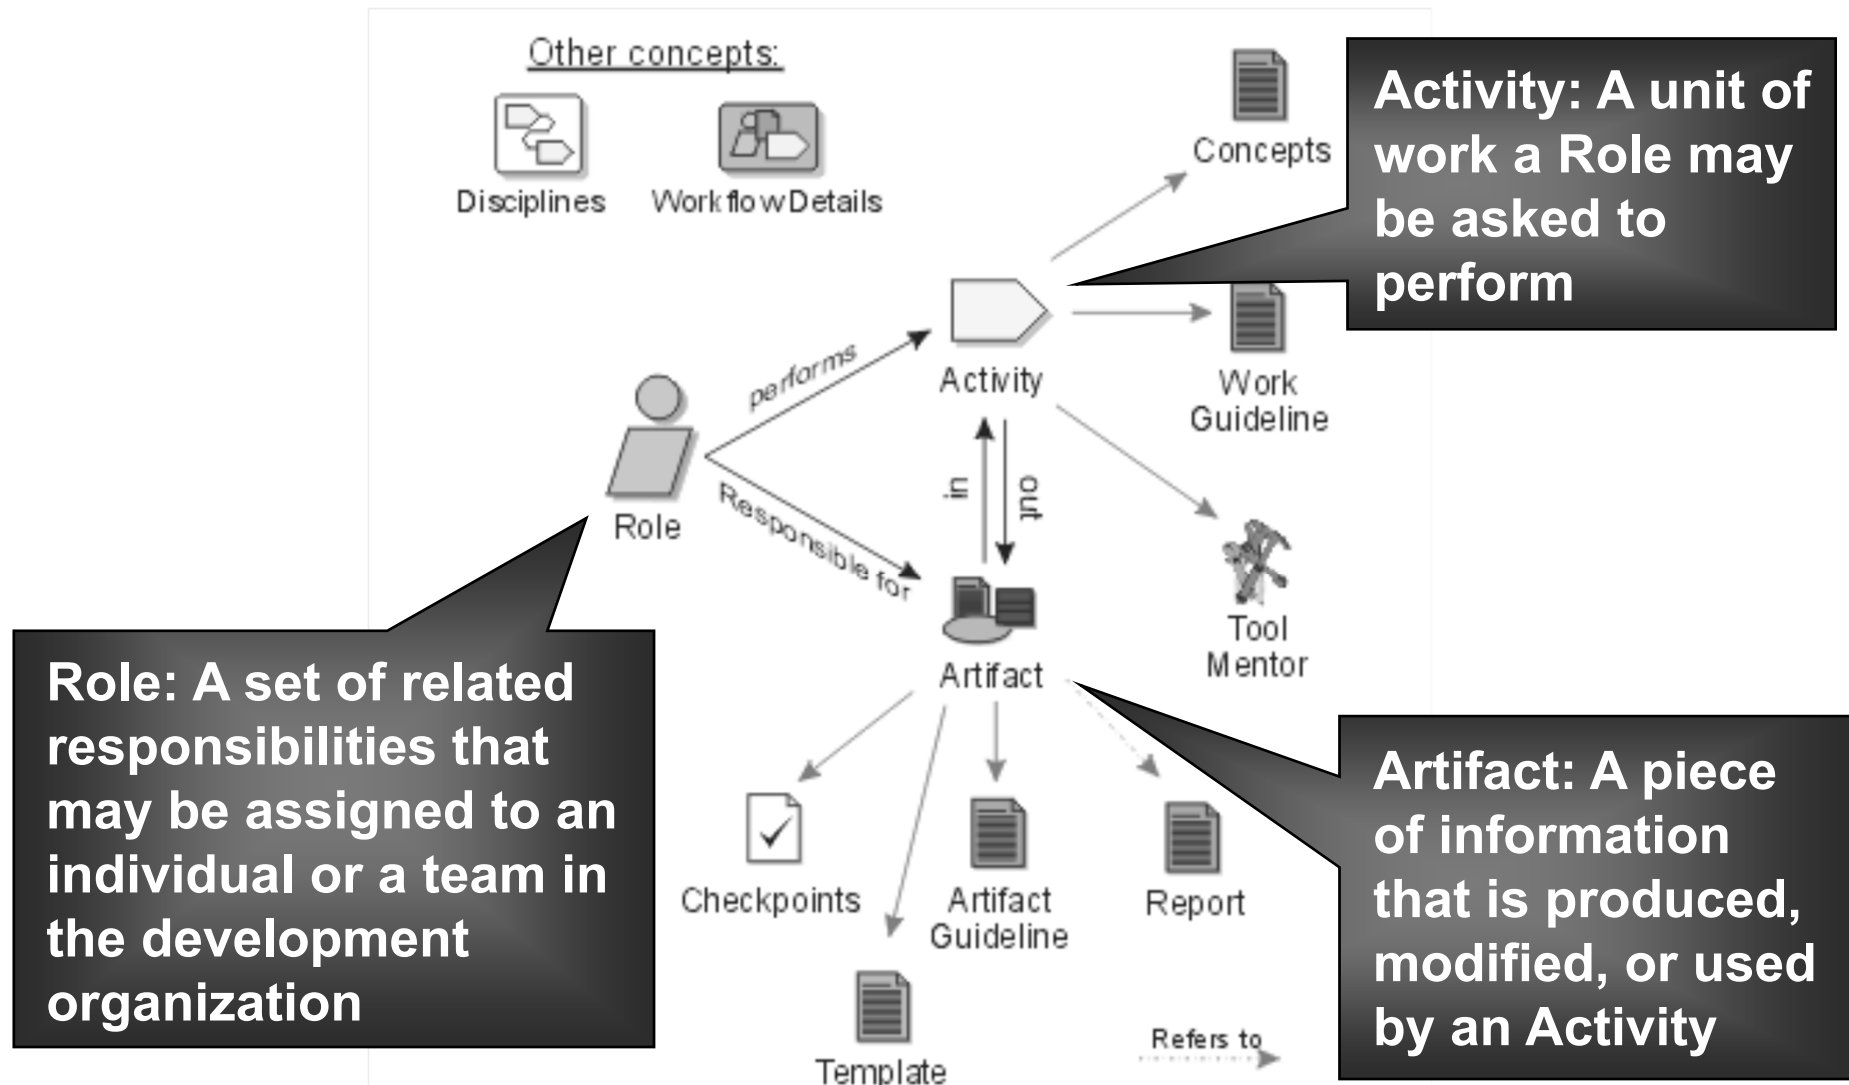 Other concepts:
Disciplines
Workflow Details
Concepts
Activity: A unit of
work a Role may
be asked to
perform
performs
Activity
Work
Guideline
in
out
Role
Responsible for
Tool
Mentor
Artifact
Role: A set of related
responsibilities that
may be assigned to an
individual or a team in
the development
organization
Artifact: A piece
of information
that is produced,
modified, or used
by an Activity
Checkpoints
Artifact
Guideline
Report
Template
Refers to